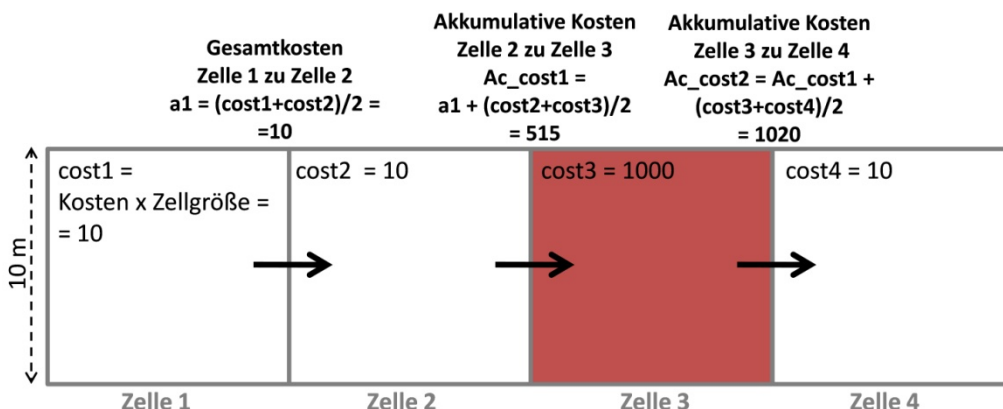 Gesamtkosten
Zelle 1 zu Zelle 2
a1 = (cost1+cost2)/2 =
=10
Akkumulative Kosten
Zelle 2 zu Zelle 3
Ac_cost1 =
a1 + (cost2+cost3)/2
= 515
Akkumulative Kosten
Zelle 3 zu Zelle 4
Ac_cost2 = Ac_cost1 +
(cost3+cost4)/2
= 1020
10 m
cost1 =
Kosten x Zellgröße =
= 10
cost2 = 10
cost3 = 1000
cost4 = 10
Zelle 1
Zelle 2
Zelle 3
Zelle 4